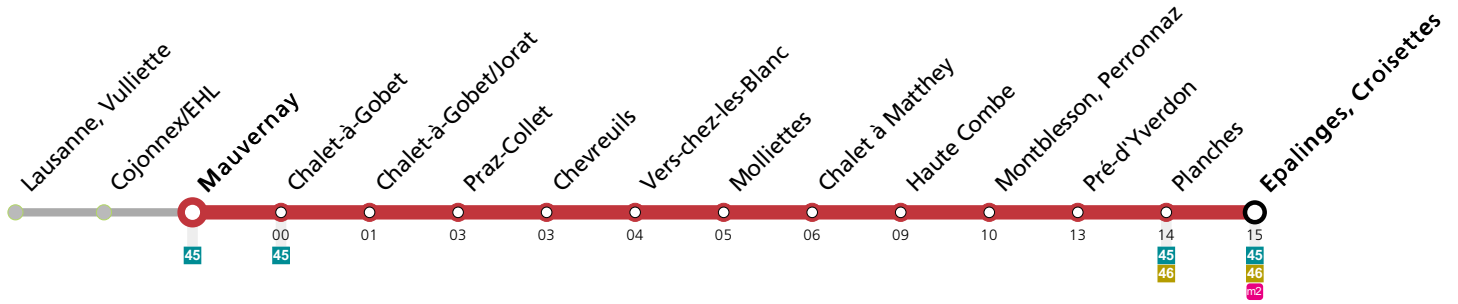 Lausanne, Vulliette
Cojonnex/EHL
Mauvernay
Chalet-à-Gobet
Chalet-à-Gobet/Jorat
Praz-Collet
Chevreuils
Vers-chez-les-Blanc
Molliettes
Chalet à Matthey
Haute Combe
Montblesson, Perronnaz
Pré-d'Yverdon
Planches
Epalinges, Croisettes
00 01 03 03 04 05 06 09 10 13 14 15
45 45 45 45
46 46
m2